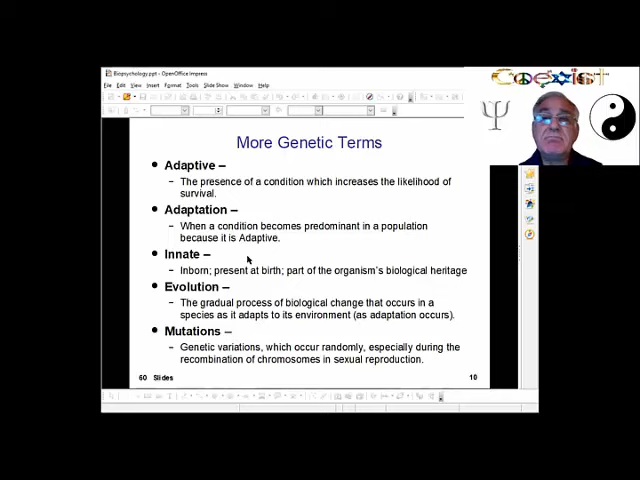 Biopsychology.ppt - OpenOffice Impress
File Edit View Insert Format Tools Slide Show Window Help
Coexist
Ψ
More Genetic Terms
• Adaptive –
– The presence of a condition which increases the likelihood of
survival.
• Adaptation –
– When a condition becomes predominant in a population
because it is Adaptive.
• Innate –
– Inborn; present at birth; part of the organism's biological heritage
• Evolution –
– The gradual process of biological change that occurs in a
species as it adapts to its environment (as adaptation occurs).
• Mutations –
– Genetic variations, which occur randomly, especially during the
recombination of chromosomes in sexual reproduction.
60 Slides 10